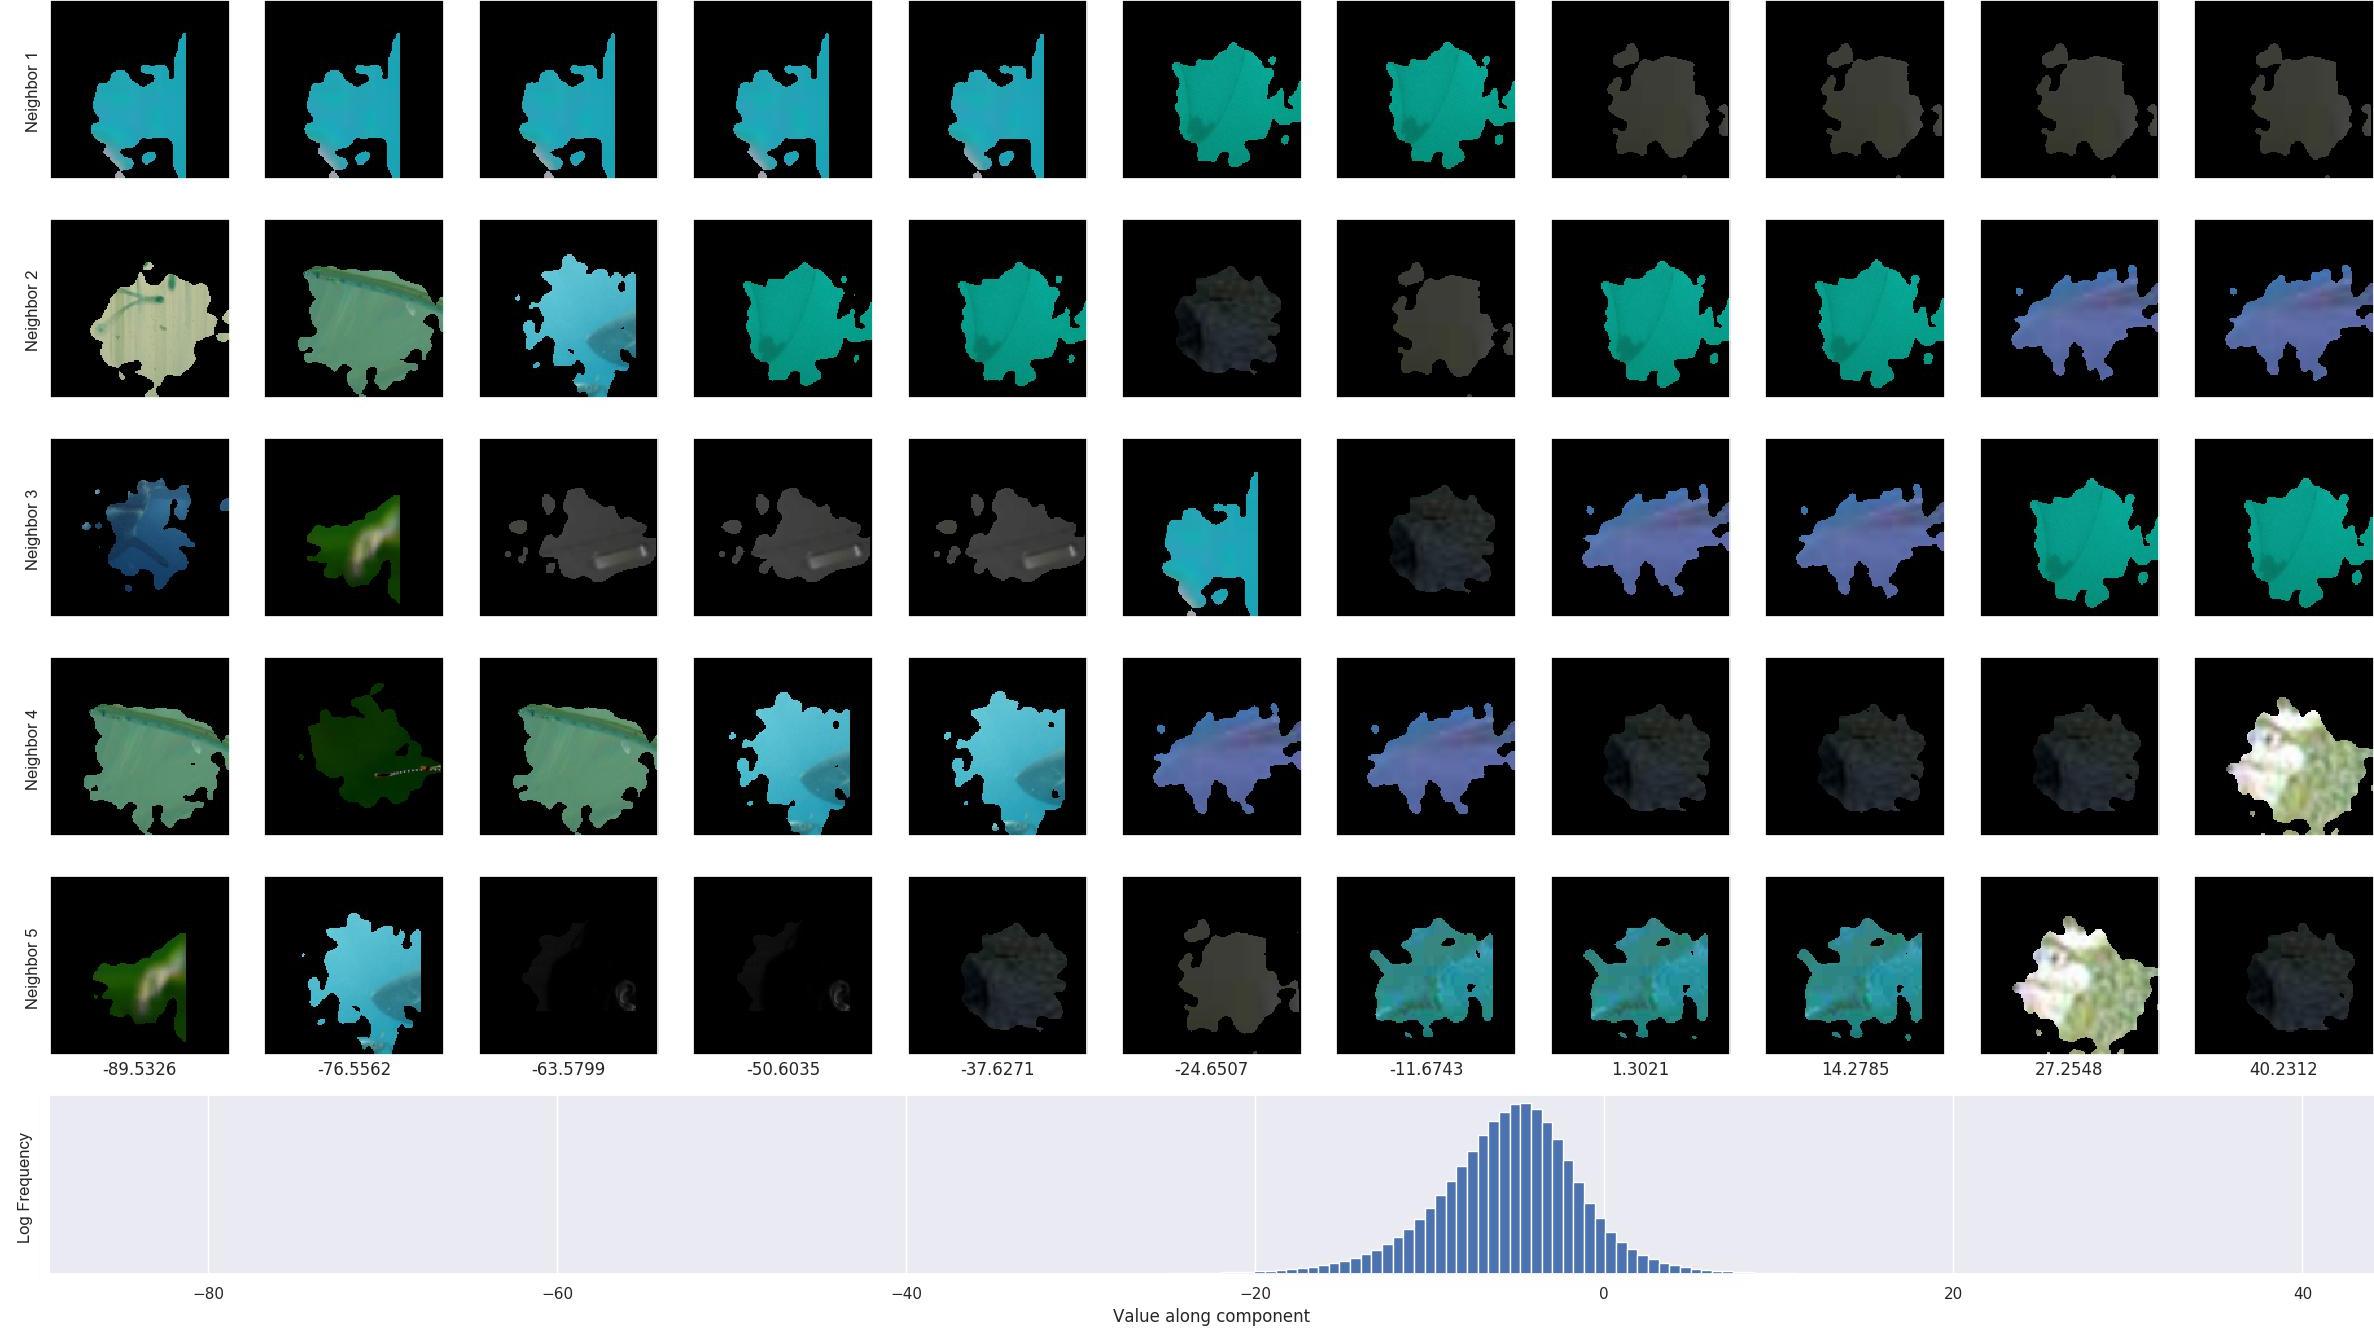 Neighbor 1
Neighbor 2
Neighbor 3
Neighbor 4
Neighbor 5
-89.5326 -76.5562 -63.5799 -50.6035 -37.6271 -24.6507 -11.6743 1.3021 14.2785 27.2548 40.2312
Log Frequency
−80 −60 −40 −20 0 20 40
Value along component